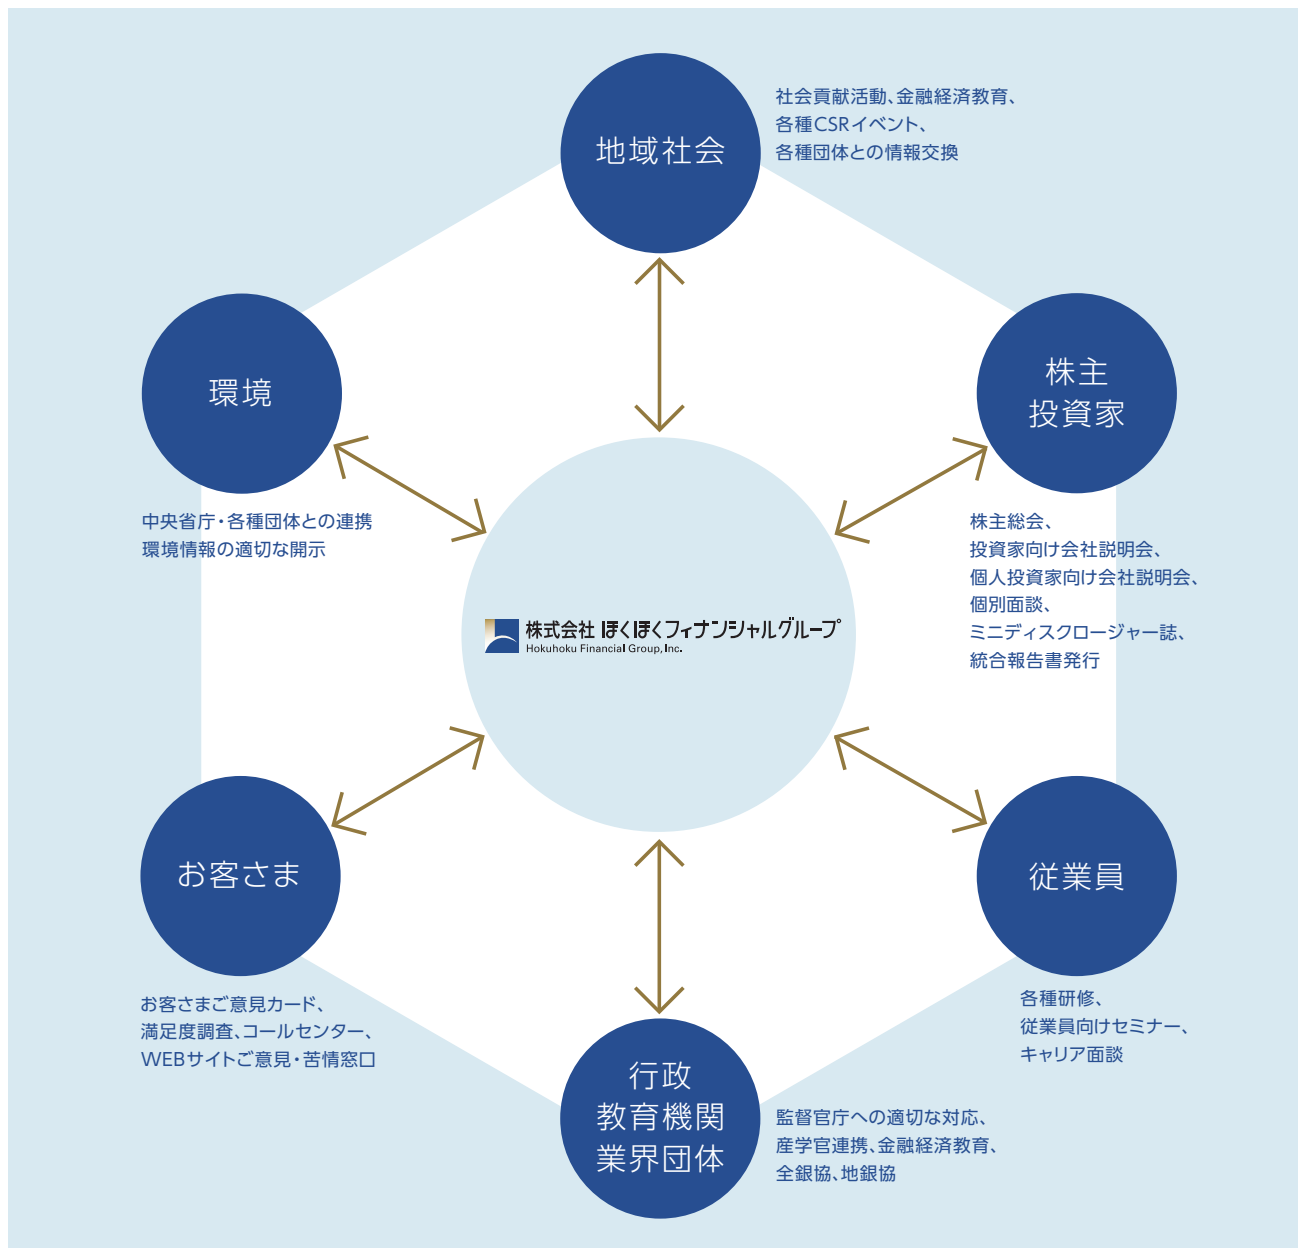 地域社会
社会貢献活動、金融経済教育、
各種CSRイベント、
各種団体との情報交換
環境
中央省庁・各種団体との連携
環境情報の適切な開示
株主
投資家
株主総会、
投資家向け会社説明会、
個人投資家向け会社説明会、
個別面談、
ミニディスクロージャー誌、
統合報告書発行
株式会社 ほくほくフィナンシャルグループ
Hokuhoku Financial Group, Inc.
お客さま
お客さまご意見カード、
満足度調査、コールセンター、
WEBサイトご意見・苦情窓口
従業員
各種研修、
従業員向けセミナー、
キャリア面談
行政
教育機関
業界団体
監督官庁への適切な対応、
産学官連携、金融経済教育、
全銀協、地銀協